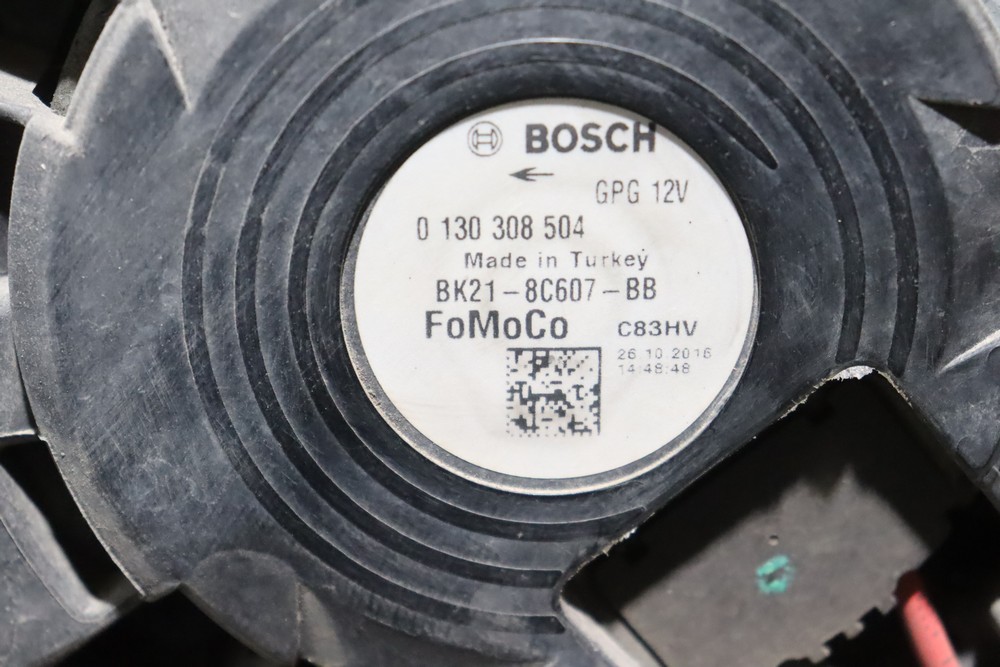 BOSCH
GPG 12V
0 130 308 504
Made in Turkey
BK21-8C607-BB
FoMoCo C83HV
26 10 2016
14:48:48